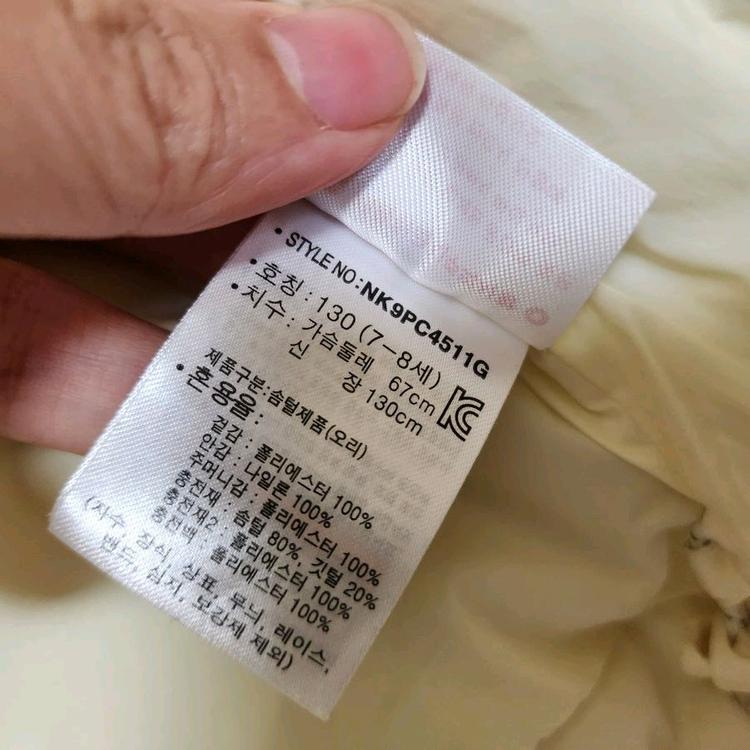 • STYLE NO : NK9PC4511G
• 호칭 : 130 (7-8세)
• 치수 : 가슴둘레 67cm
신 장 130cm
제품구분:솜털제품(오리)
• 혼용율 :
겉감 : 폴리에스터 100%
안감 : 나일론 100%
주머니감 : 폴리에스터 100%
충전재 : 솜털 80%, 깃털 20%
충전재2 : 폴리에스터 100%
충전백 : 폴리에스터 100%
(자수, 장식, 상표, 무늬, 레이스,
밴드, 심지, 보강제 제외)